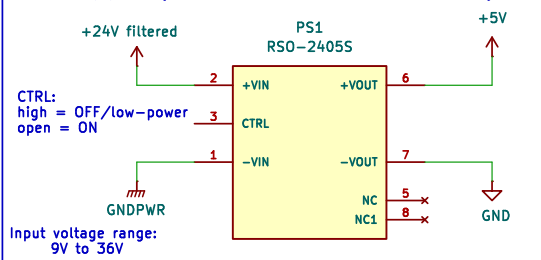 +5V
PS1
+24V filtered
RSO-2405S
2
+VIN
+VOUT
6
CTRL:
high = OFF/low-power
open = ON
3
CTRL
1
-VIN
-VOUT
7
NC
5
NC1
8
GNDPWR
GND
Input voltage range:
9V to 36V